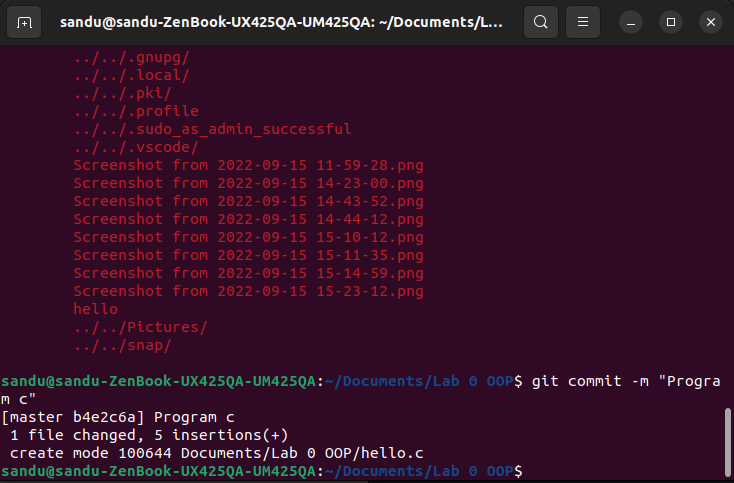 sandu@sandu-ZenBook-UX425QA-UM425QA: ~/Documents/L...
../../.gnupg/
../../.local/
../../.pki/
../../.profile
../../.sudo_as_admin_successful
../../.vscode/
Screenshot from 2022-09-15 11-59-28.png
Screenshot from 2022-09-15 14-23-00.png
Screenshot from 2022-09-15 14-43-52.png
Screenshot from 2022-09-15 14-44-12.png
Screenshot from 2022-09-15 15-10-12.png
Screenshot from 2022-09-15 15-11-35.png
Screenshot from 2022-09-15 15-14-59.png
Screenshot from 2022-09-15 15-23-12.png
hello
../../Pictures/
../../snap/
sandu@sandu-ZenBook-UX425QA-UM425QA:~/Documents/Lab 0 OOP$ git commit -m "Progra
m c"
[master b4e2c6a] Program c
1 file changed, 5 insertions(+)
create mode 100644 Documents/Lab 0 OOP/hello.c
sandu@sandu-ZenBook-UX425QA-UM425QA:~/Documents/Lab 0 OOP$